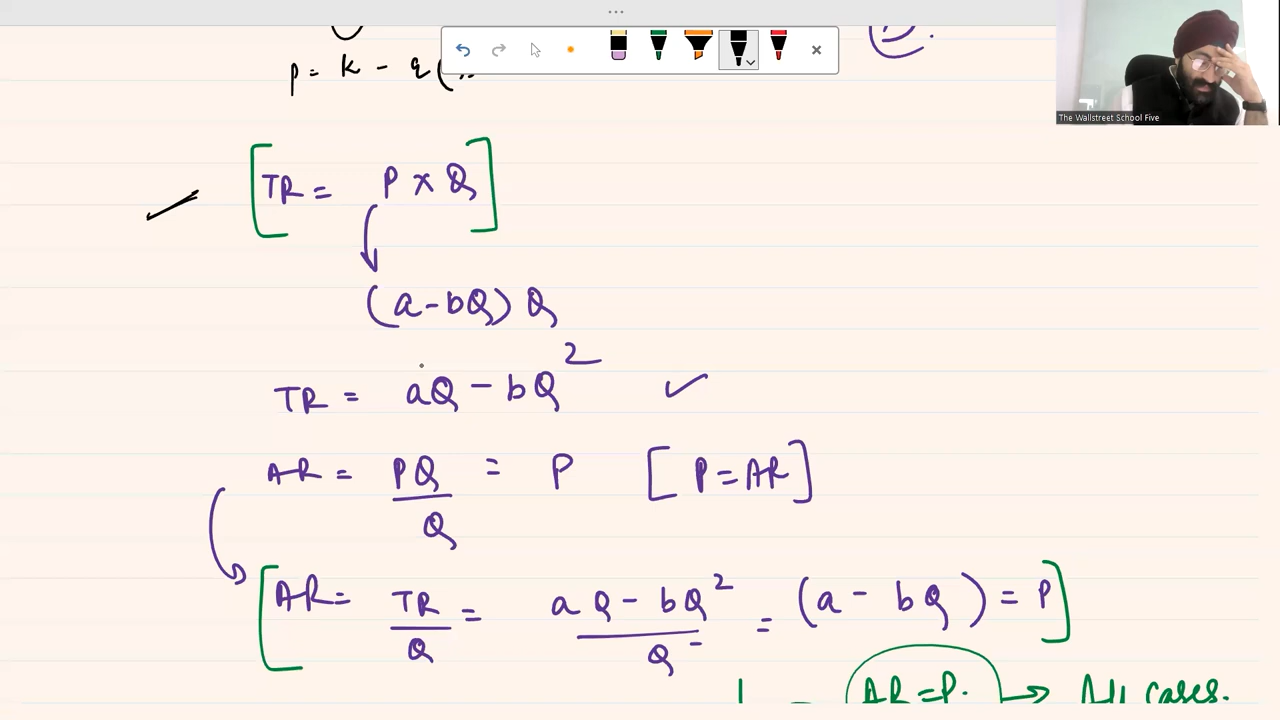 The Wallstreet School Five
TR = P x Q
(a-bQ) Q
TR = aQ - bQ²
AR = PQ/Q = P [P=AR]
AR = TR/Q = aQ - bQ²/Q = (a - bQ) = P
AR = P. → All cases.